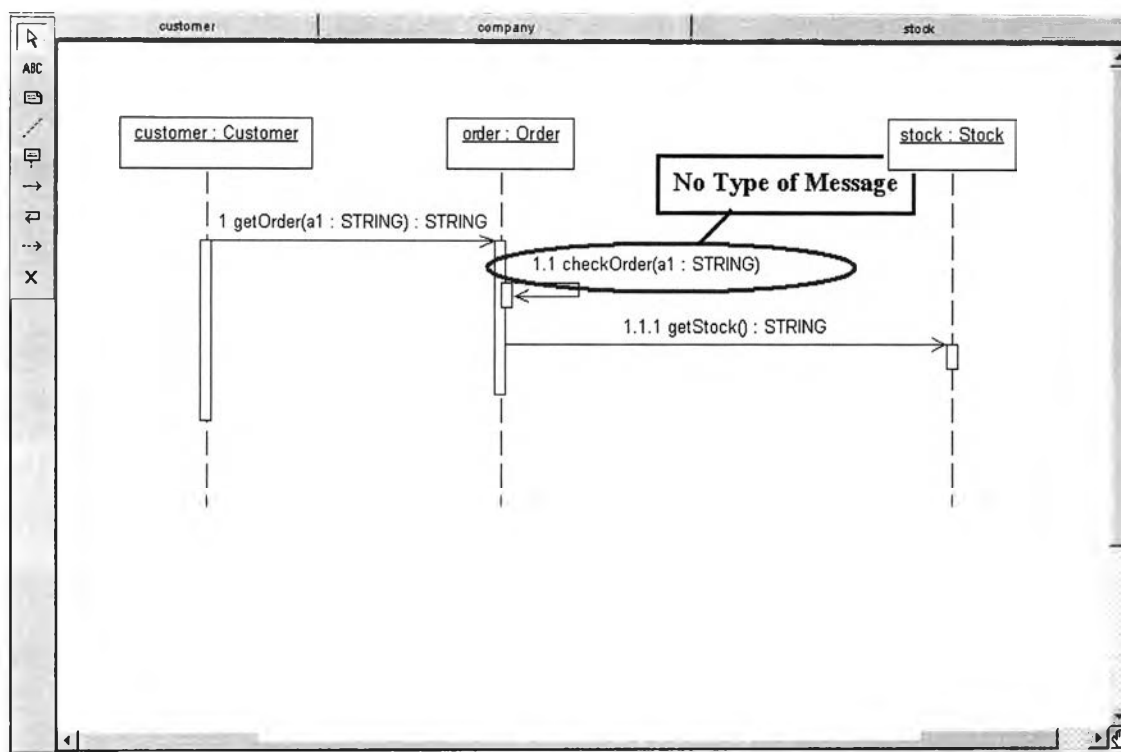 customer company stock
ABC
customer : Customer order : Order stock : Stock
No Type of Message
1 getOrder(a1 : STRING) : STRING
1.1 checkOrder(a1 : STRING)
1.1.1 getStock() : STRING
X